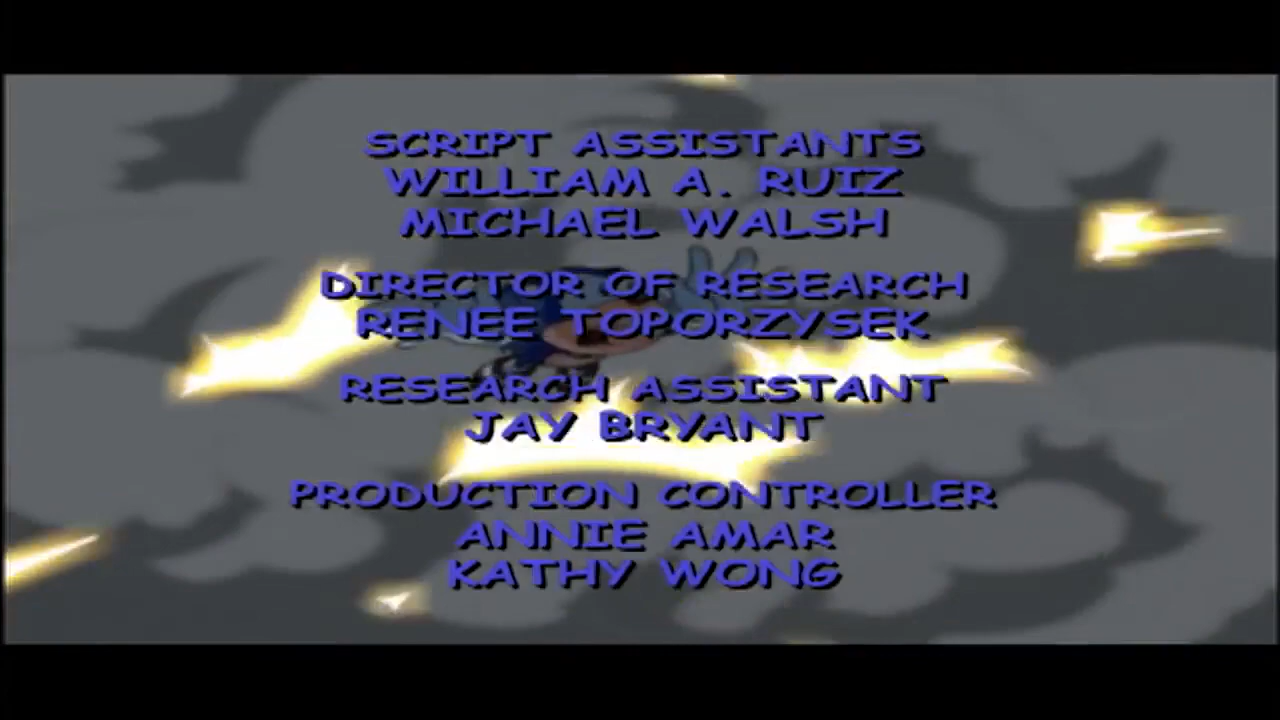 SCRIPT ASSISTANTS
WILLIAM A. RUIZ
MICHAEL WALSH
DIRECTOR OF RESEARCH
RENEE TOPORZYSEK
RESEARCH ASSISTANT
JAY BRYANT
PRODUCTION CONTROLLER
ANNIE AMAR
KATHY WONG